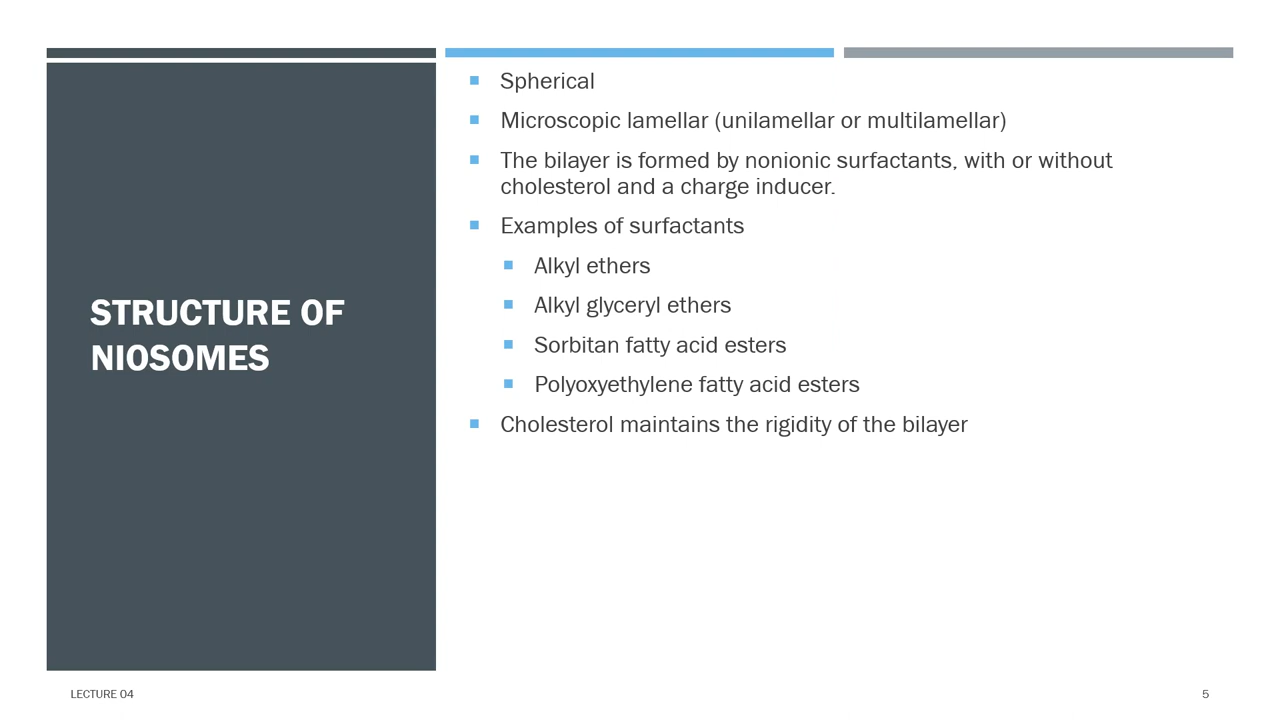 STRUCTURE OF
NIOSOMES
Spherical
Microscopic lamellar (unilamellar or multilamellar)
The bilayer is formed by nonionic surfactants, with or without
cholesterol and a charge inducer.
Examples of surfactants
Alkyl ethers
Alkyl glyceryl ethers
Sorbitan fatty acid esters
Polyoxyethylene fatty acid esters
Cholesterol maintains the rigidity of the bilayer
LECTURE 04
5